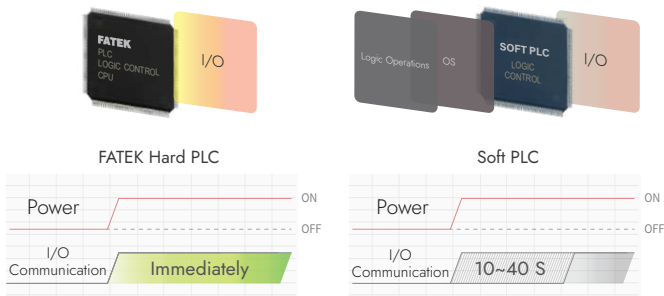 FATEK
PLC
LOGIC CONTROL
CPU
I/O
Logic Operations
OS
SOFT PLC
LOGIC
CONTROL
I/O
FATEK Hard PLC
Soft PLC
Power
ON
OFF
I/O
Communication
Immediately
Power
ON
OFF
I/O
Communication
10~40 S